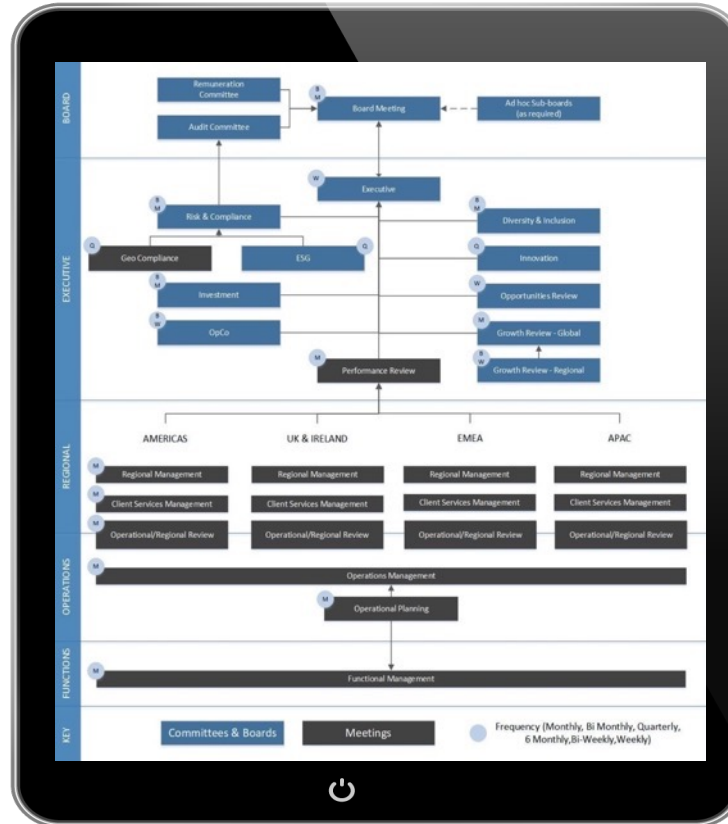 BOARD
Remuneration
Committee
Audit Committee
B
M
Board Meeting
Ad hoc Sub-boards
(as required)
EXECUTIVE
W
Executive
B
M
Risk & Compliance
Q
Geo Compliance
ESG
Q
B
M
Investment
B
W
OpCo
B
M
Diversity & Inclusion
Q
Innovation
W
Opportunities Review
M
Growth Review - Global
B
W
Growth Review - Regional
M
Performance Review
REGIONAL
AMERICAS
UK & IRELAND
EMEA
APAC
M
Regional Management
Regional Management
Regional Management
Regional Management
M
Client Services Management
Client Services Management
Client Services Management
Client Services Management
M
Operational/Regional Review
Operational/Regional Review
Operational/Regional Review
Operational/Regional Review
OPERATIONS
M
Operations Management
M
Operational Planning
FUNCTIONS
M
Functional Management
KEY
Committees & Boards
Meetings
Frequency (Monthly, Bi Monthly, Quarterly,
6 Monthly,Bi-Weekly,Weekly)